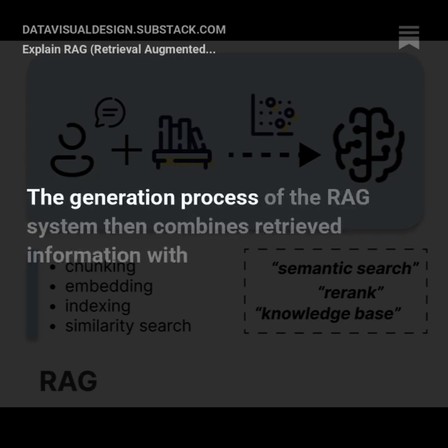 DATAVISUALDESIGN.SUBSTACK.COM
Explain RAG (Retrieval Augmented...
The generation process of the RAG
system then combines retrieved
information with
• chunking
• embedding
• indexing
• similarity search
“semantic search”
“rerank”
“knowledge base”
RAG